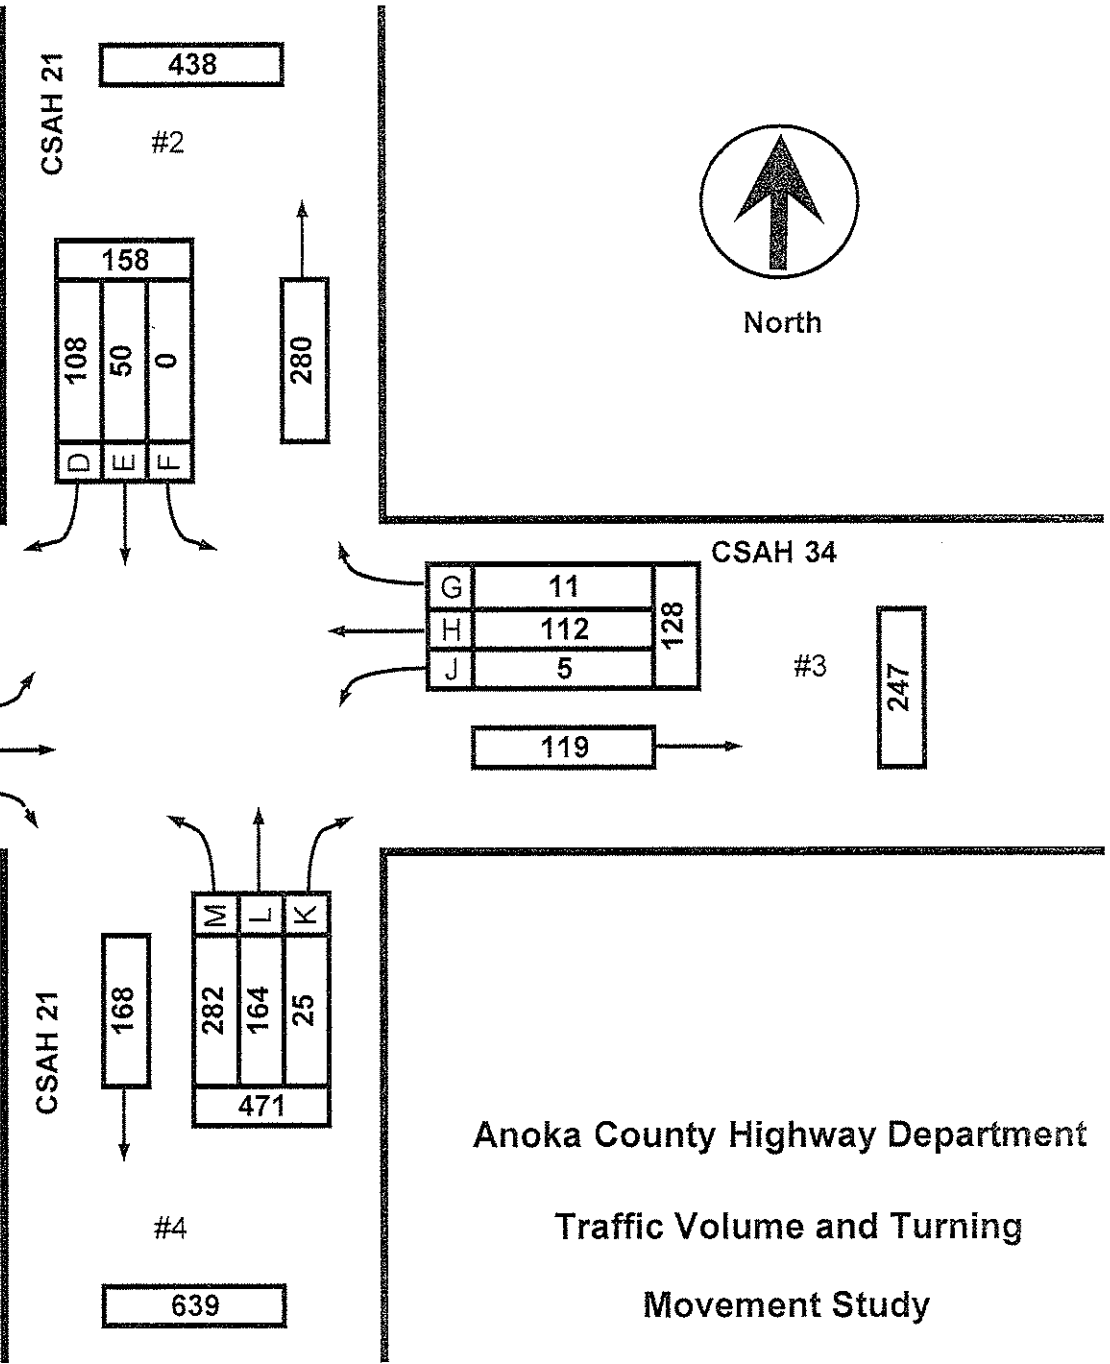 CSAH 21
438
#2
158
108
50
0
D
E
F
280
North
CSAH 34
G
11
H
112
J
5
128
#3
247
119
M
L
K
282
164
25
471
168
CSAH 21
#4
639
Anoka County Highway Department
Traffic Volume and Turning
Movement Study